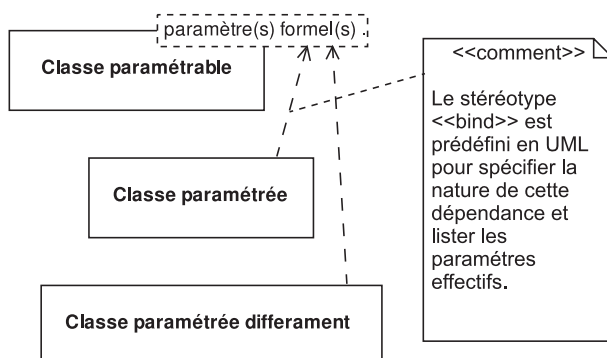 paramètre(s) formel(s) .
Classe paramétrable
Classe paramétrée
Classe paramétrée differament
<<comment>>
Le stéréotype
<<bind>> est
prédéfini en UML
pour spécifier la
nature de cette
dépendance et
lister les
paramétres
effectifs.